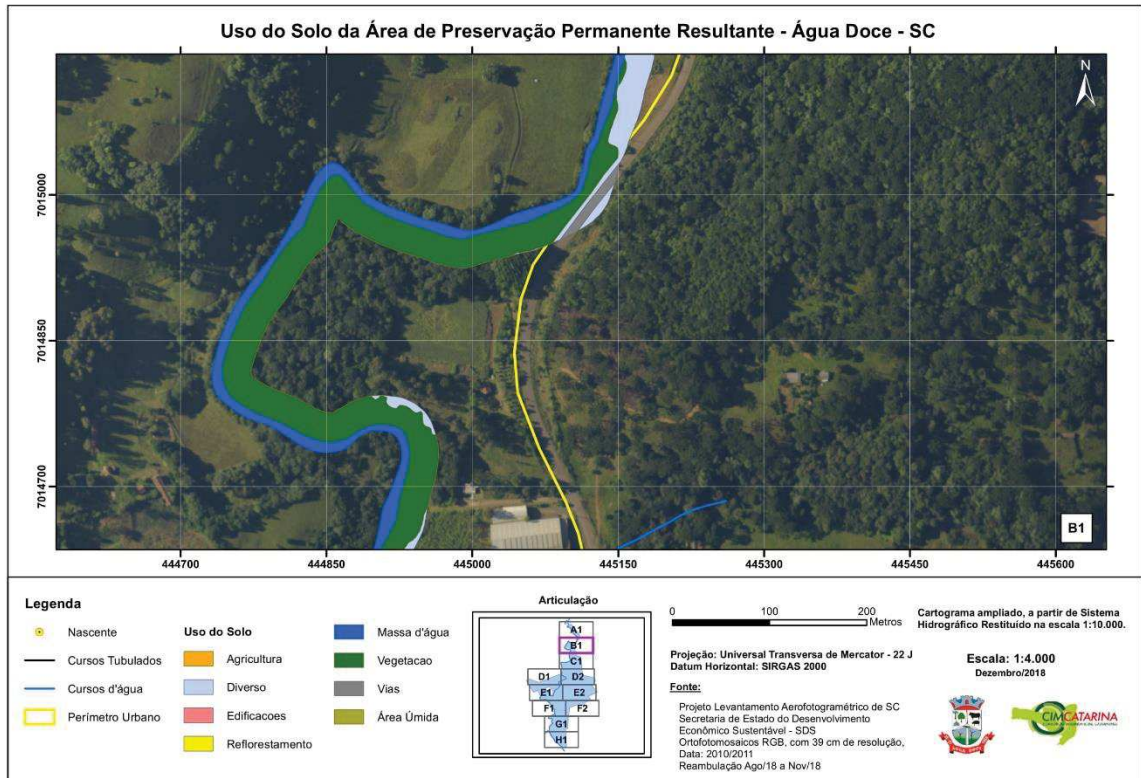 Uso do Solo da Área de Preservação Permanente Resultante - Água Doce - SC
N
7015000
7014850
7014700
B1
444700
444850
445000
445150
445300
445450
445600
Legenda
Nascente
Cursos Tubulados
Cursos d'água
Perímetro Urbano
Uso do Solo
Agricultura
Diverso
Edificacoes
Reflorestamento
Massa d'água
Vegetacao
Vias
Área Úmida
Articulação
A1
B1
C1
D1
D2
E1
E2
F1
F2
G1
H1
0
100
200
Metros
Projeção: Universal Transversa de Mercator - 22 J
Datum Horizontal: SIRGAS 2000
Fonte:
Projeto Levantamento Aerofotogramétrico de SC
Secretaria de Estado do Desenvolvimento
Econômico Sustentável - SDS
Ortofotomosaicos RGB, com 39 cm de resolução,
Data: 2010/2011
Reambulação Ago/18 a Nov/18
Cartograma ampliado, a partir de Sistema
Hidrográfico Restituído na escala 1:10.000.
Escala: 1:4.000
Dezembro/2018
CIMCATARINA